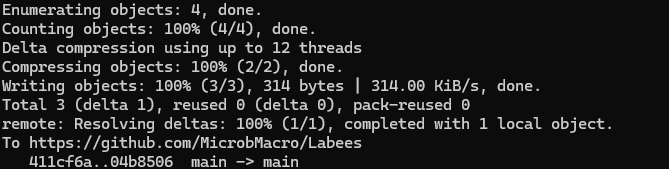 Enumerating objects: 4, done.
Counting objects: 100% (4/4), done.
Delta compression using up to 12 threads
Compressing objects: 100% (2/2), done.
Writing objects: 100% (3/3), 314 bytes | 314.00 KiB/s, done.
Total 3 (delta 1), reused 0 (delta 0), pack-reused 0
remote: Resolving deltas: 100% (1/1), completed with 1 local object.
To https://github.com/MicrobMacro/Labees
   411cf6a..04b8506  main -> main